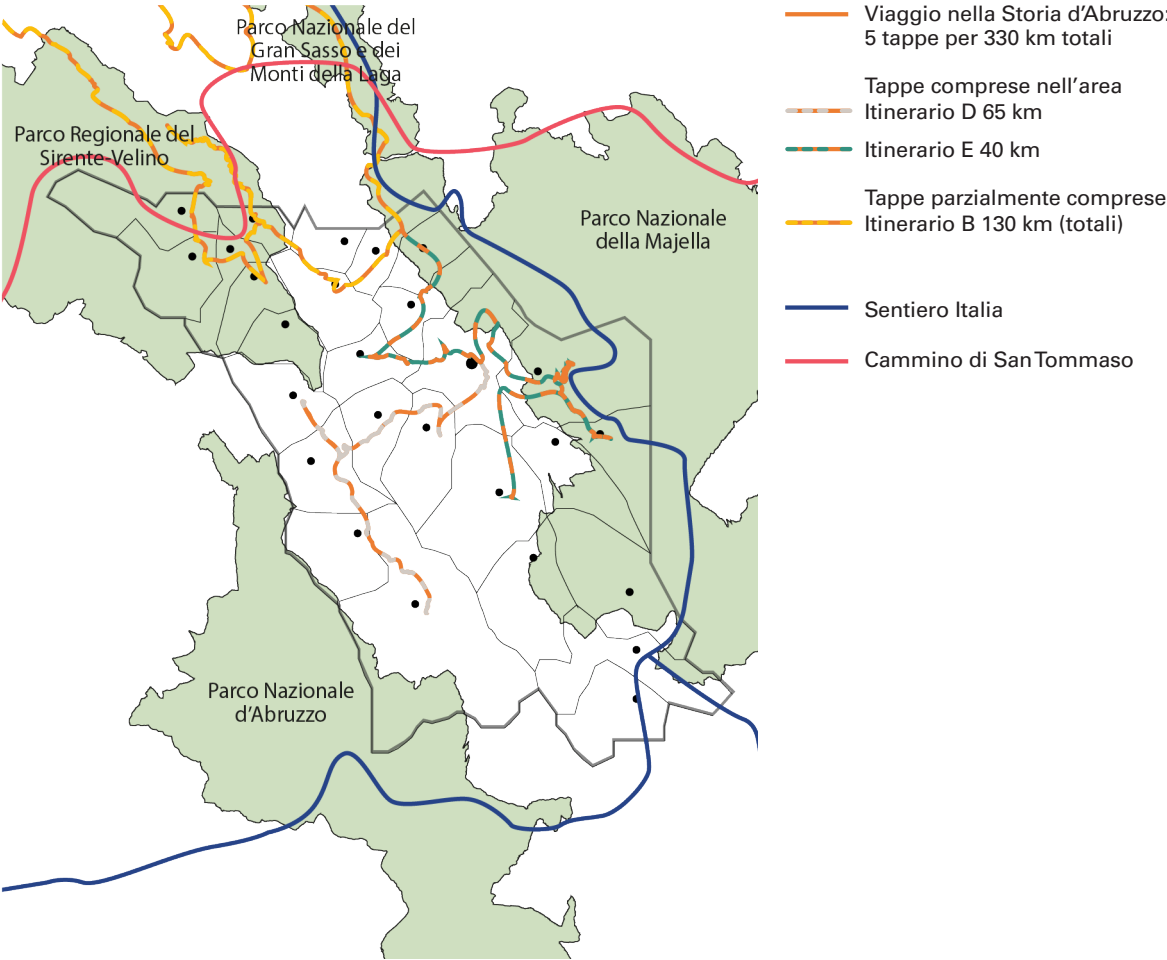 Parco Nazionale del
Gran Sasso e dei
Monti della Laga
Parco Regionale del
Sirente-Velino
Parco Nazionale
della Majella
Parco Nazionale
d'Abruzzo
Viaggio nella Storia d'Abruzzo:
5 tappe per 330 km totali
Tappe comprese nell'area
Itinerario D 65 km
Itinerario E 40 km
Tappe parzialmente comprese
Itinerario B 130 km (totali)
Sentiero Italia
Cammino di San Tommaso